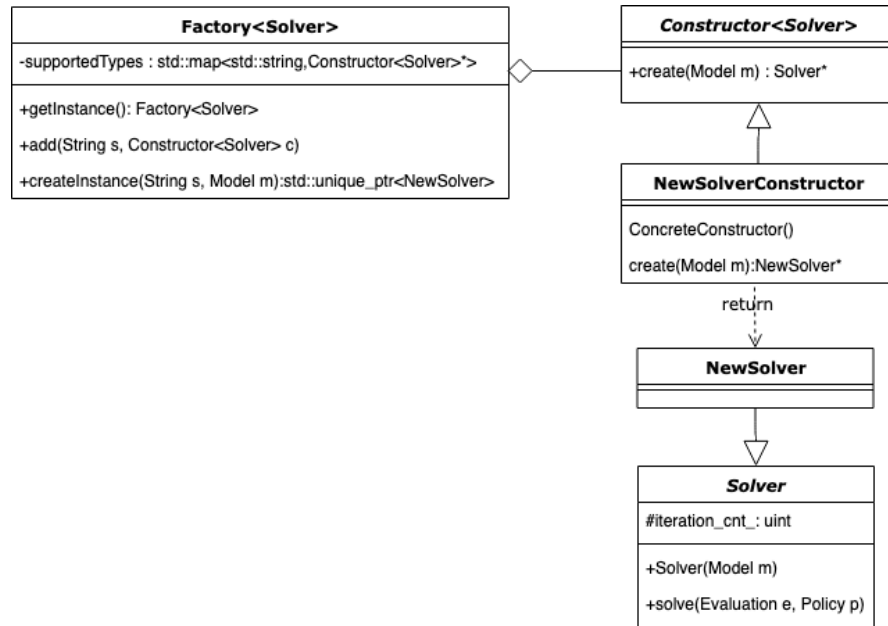 Factory<Solver>
-supportedTypes : std::map<std::string,Constructor<Solver>*>
+getInstance(): Factory<Solver>
+add(String s, Constructor<Solver> c)
+createInstance(String s, Model m):std::unique_ptr<NewSolver>
Constructor<Solver>
+create(Model m) : Solver*
NewSolverConstructor
ConcreteConstructor()
create(Model m):NewSolver*
return
NewSolver
Solver
#iteration_cnt_: uint
+Solver(Model m)
+solve(Evaluation e, Policy p)